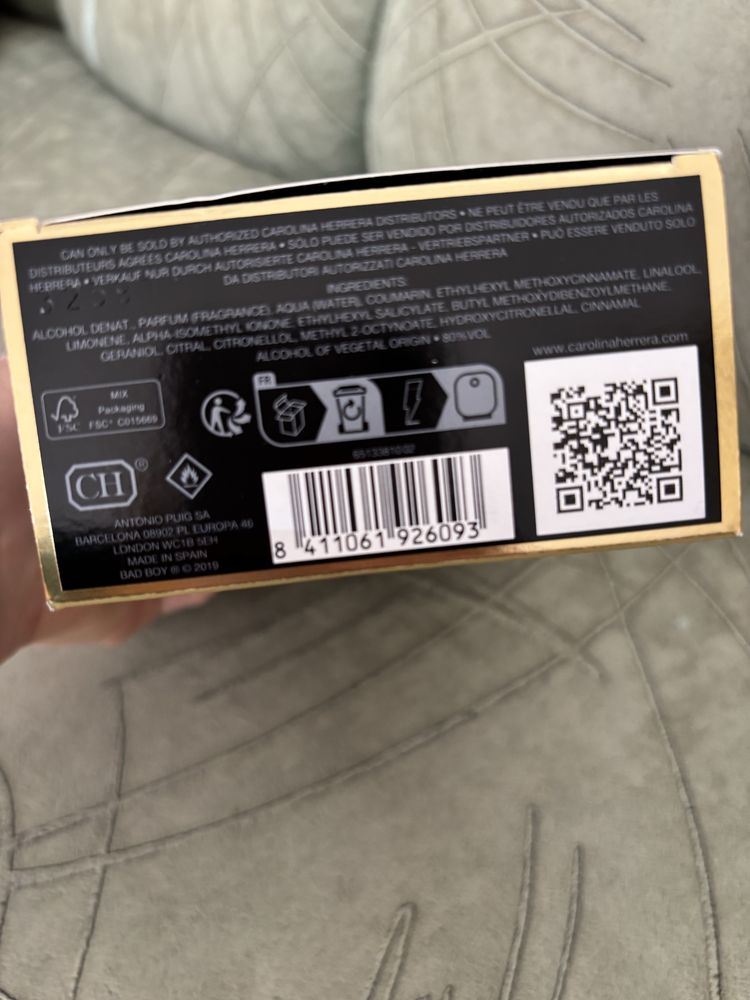 CAN ONLY BE SOLD BY AUTHORIZED CAROLINA HERRERA DISTRIBUTORS • NE PEUT ÊTRE VENDU QUE PAR LES
DISTRIBUTEURS AGRÉES CAROLINA HERRERA • SÓLO PUEDE SER VENDIDO POR DISTRIBUIDORES AUTORIZADOS CAROLINA
HERRERA • VERKAUF NUR DURCH AUTORISIERTE CAROLINA HERRERA - VERTRIEBSPARTNER • PUÒ ESSERE VENDUTO SOLO
DA DISTRIBUTORI AUTORIZZATI CAROLINA HERRERA
INGREDIENTS:
ALCOHOL DENAT., PARFUM (FRAGRANCE), AQUA (WATER), COUMARIN, ETHYLHEXYL METHOXYCINNAMATE, LINALOOL,
LIMONENE, ALPHA-ISOMETHYL IONONE, ETHYLHEXYL SALICYLATE, BUTYL METHOXYDIBENZOYLMETHANE,
GERANIOL, CITRAL, CITRONELLOL, METHYL 2-OCTYNOATE, HYDROXYCITRONELLAL, CINNAMAL
ALCOHOL OF VEGETAL ORIGIN • 80%VOL
www.carolinaherrera.com
FSC
MIX
Packaging
FSC® C015669
FR
6513381002
CH®
ANTONIO PUIG SA
BARCELONA 08902 PL EUROPA 46
LONDON WC1B 5EH
MADE IN SPAIN
BAD BOY ® © 2019
8 411061 926093